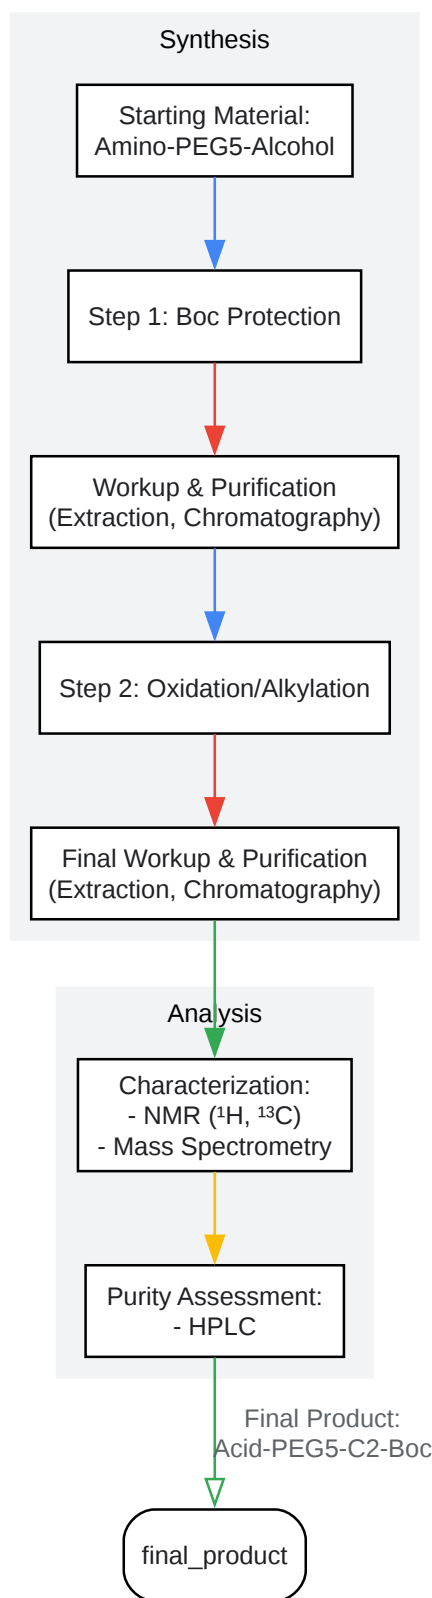 Synthesis
Starting Material:
Amino-PEG5-Alcohol
Step 1: Boc Protection
Workup & Purification
(Extraction, Chromatography)
Step 2: Oxidation/Alkylation
Final Workup & Purification
(Extraction, Chromatography)
Analysis
Characterization:
- NMR (¹H, ¹³C)
- Mass Spectrometry
Purity Assessment:
- HPLC
Final Product:
Acid-PEG5-C2-Boc
final_product